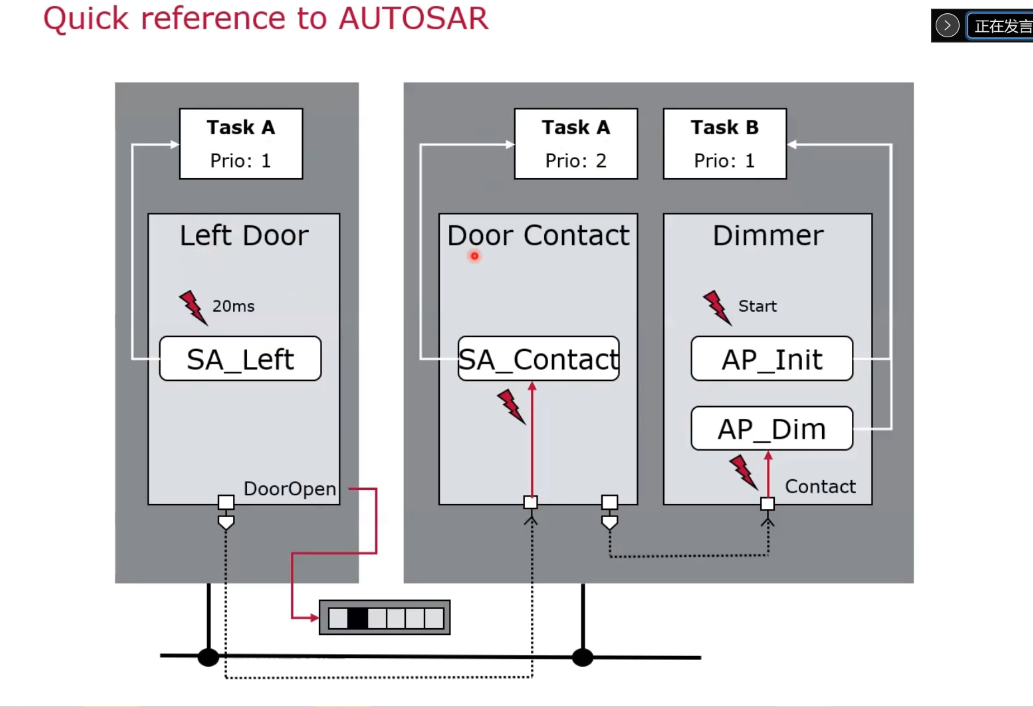 Quick reference to AUTOSAR
正在发言
Task A
Prio: 1
Task A
Prio: 2
Task B
Prio: 1
Left Door
20ms
SA_Left
DoorOpen
Door Contact
SA_Contact
Dimmer
Start
AP_Init
AP_Dim
Contact